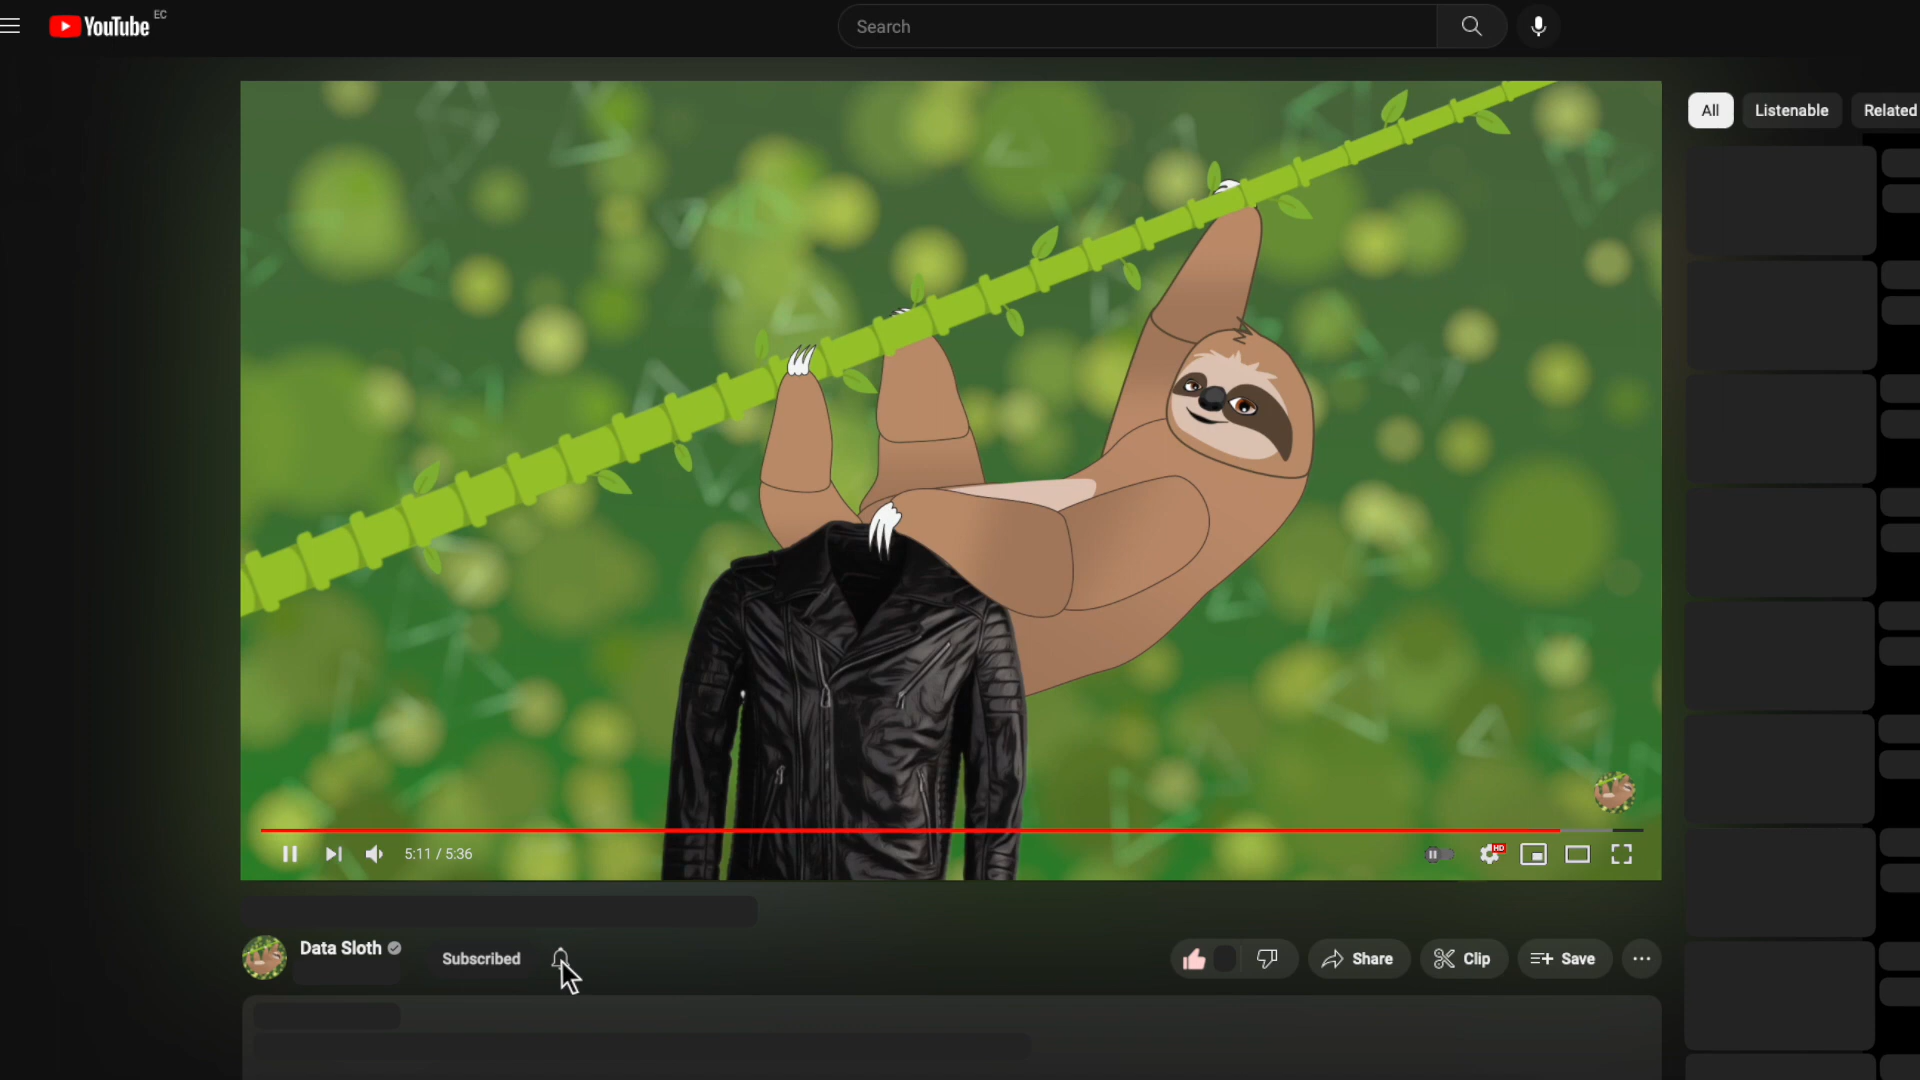 YouTube EC
Search
All
Listenable
Related
5:11 / 5:36
HD
Data Sloth
Subscribed
Share
Clip
Save